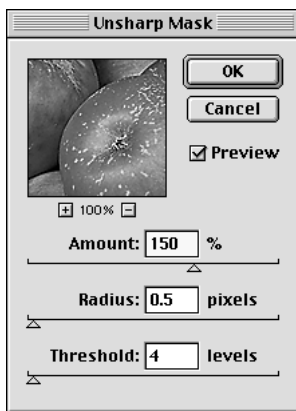 Unsharp Mask
OK
Cancel
Preview
+ 100% -
Amount: 150 %
Radius: 0.5 pixels
Threshold: 4 levels